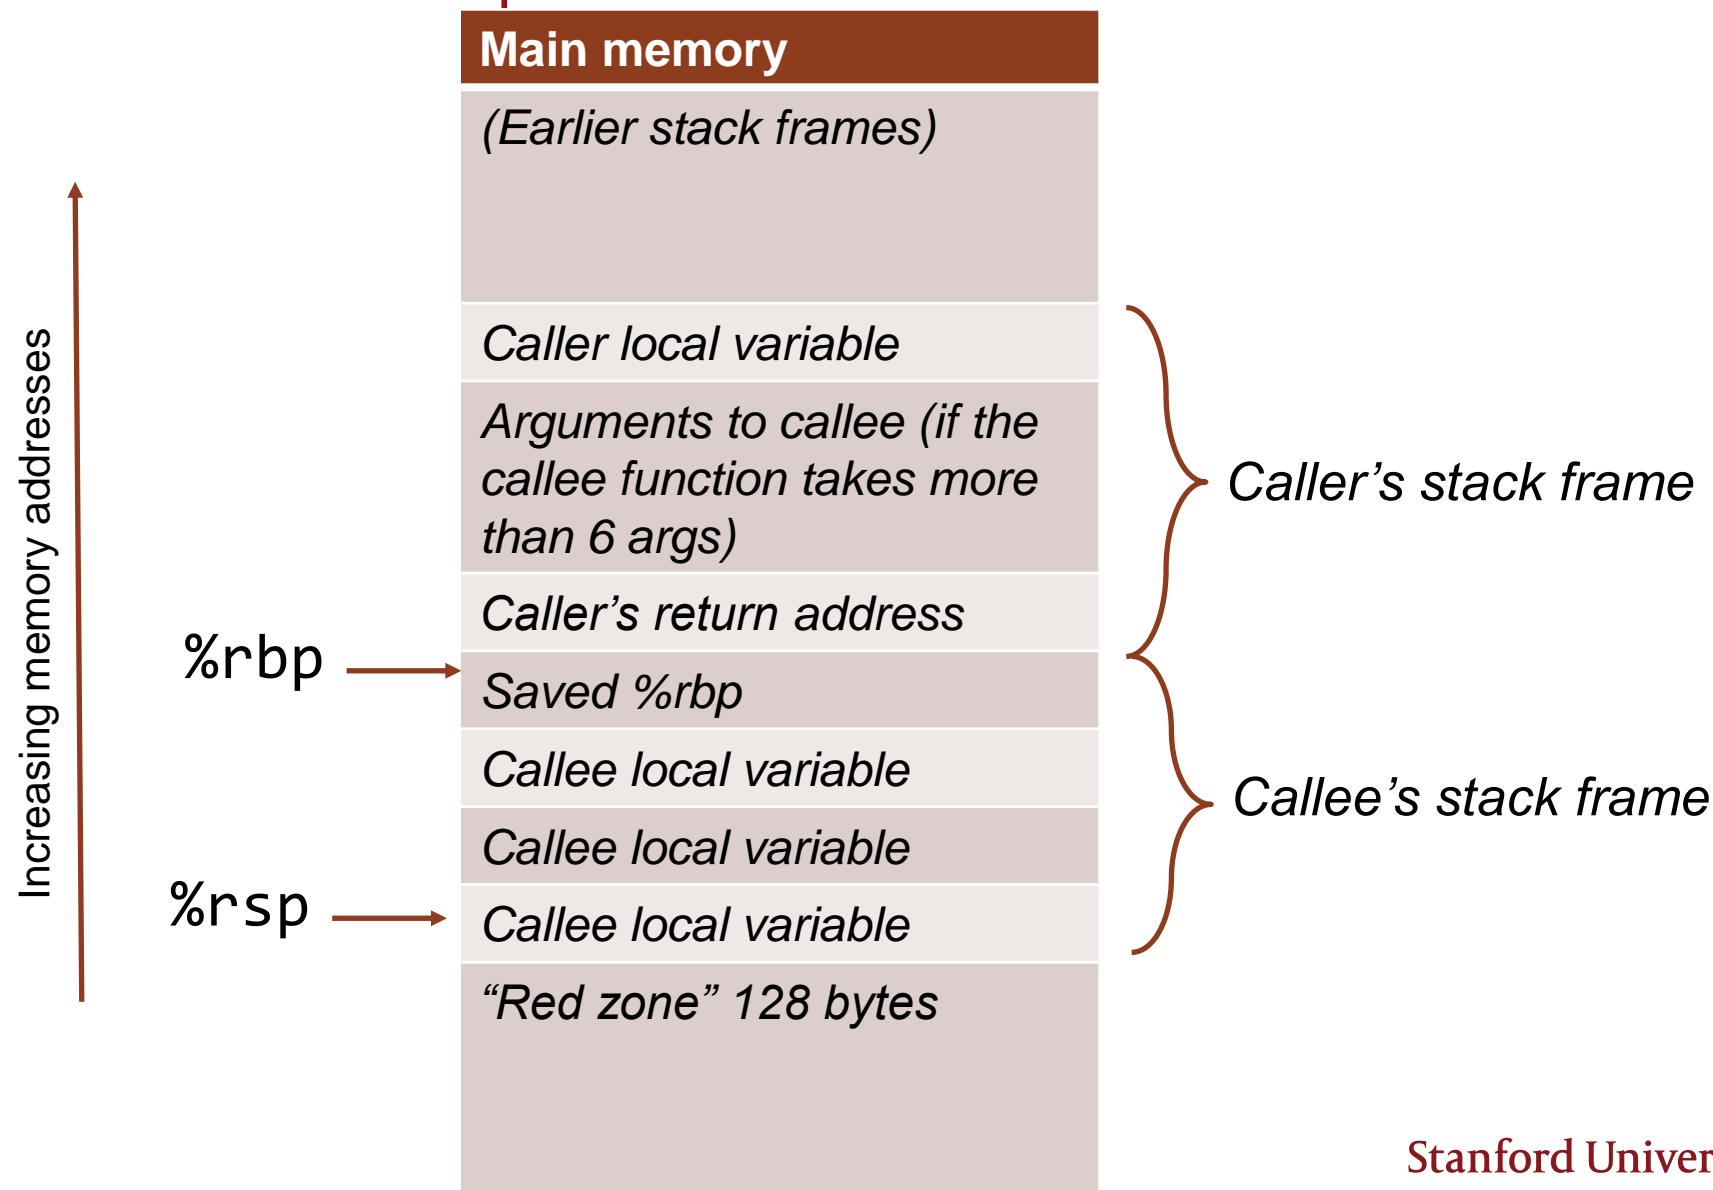 Main memory
(Earlier stack frames)
Increasing memory addresses
Caller local variable
Arguments to callee (if the
callee function takes more
than 6 args)
Caller’s stack frame
Caller’s return address
%rbp
Saved %rbp
Callee local variable
Callee’s stack frame
Callee local variable
%rsp
Callee local variable
“Red zone” 128 bytes
Stanford Univer